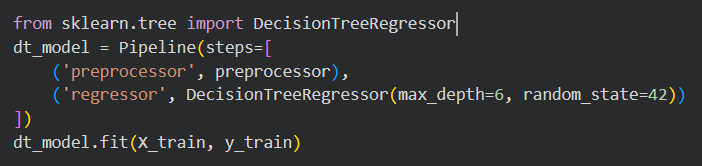 from sklearn.tree import DecisionTreeRegressor
dt_model = Pipeline(steps=[
    ('preprocessor', preprocessor),
    ('regressor', DecisionTreeRegressor(max_depth=6, random_state=42))
])
dt_model.fit(X_train, y_train)